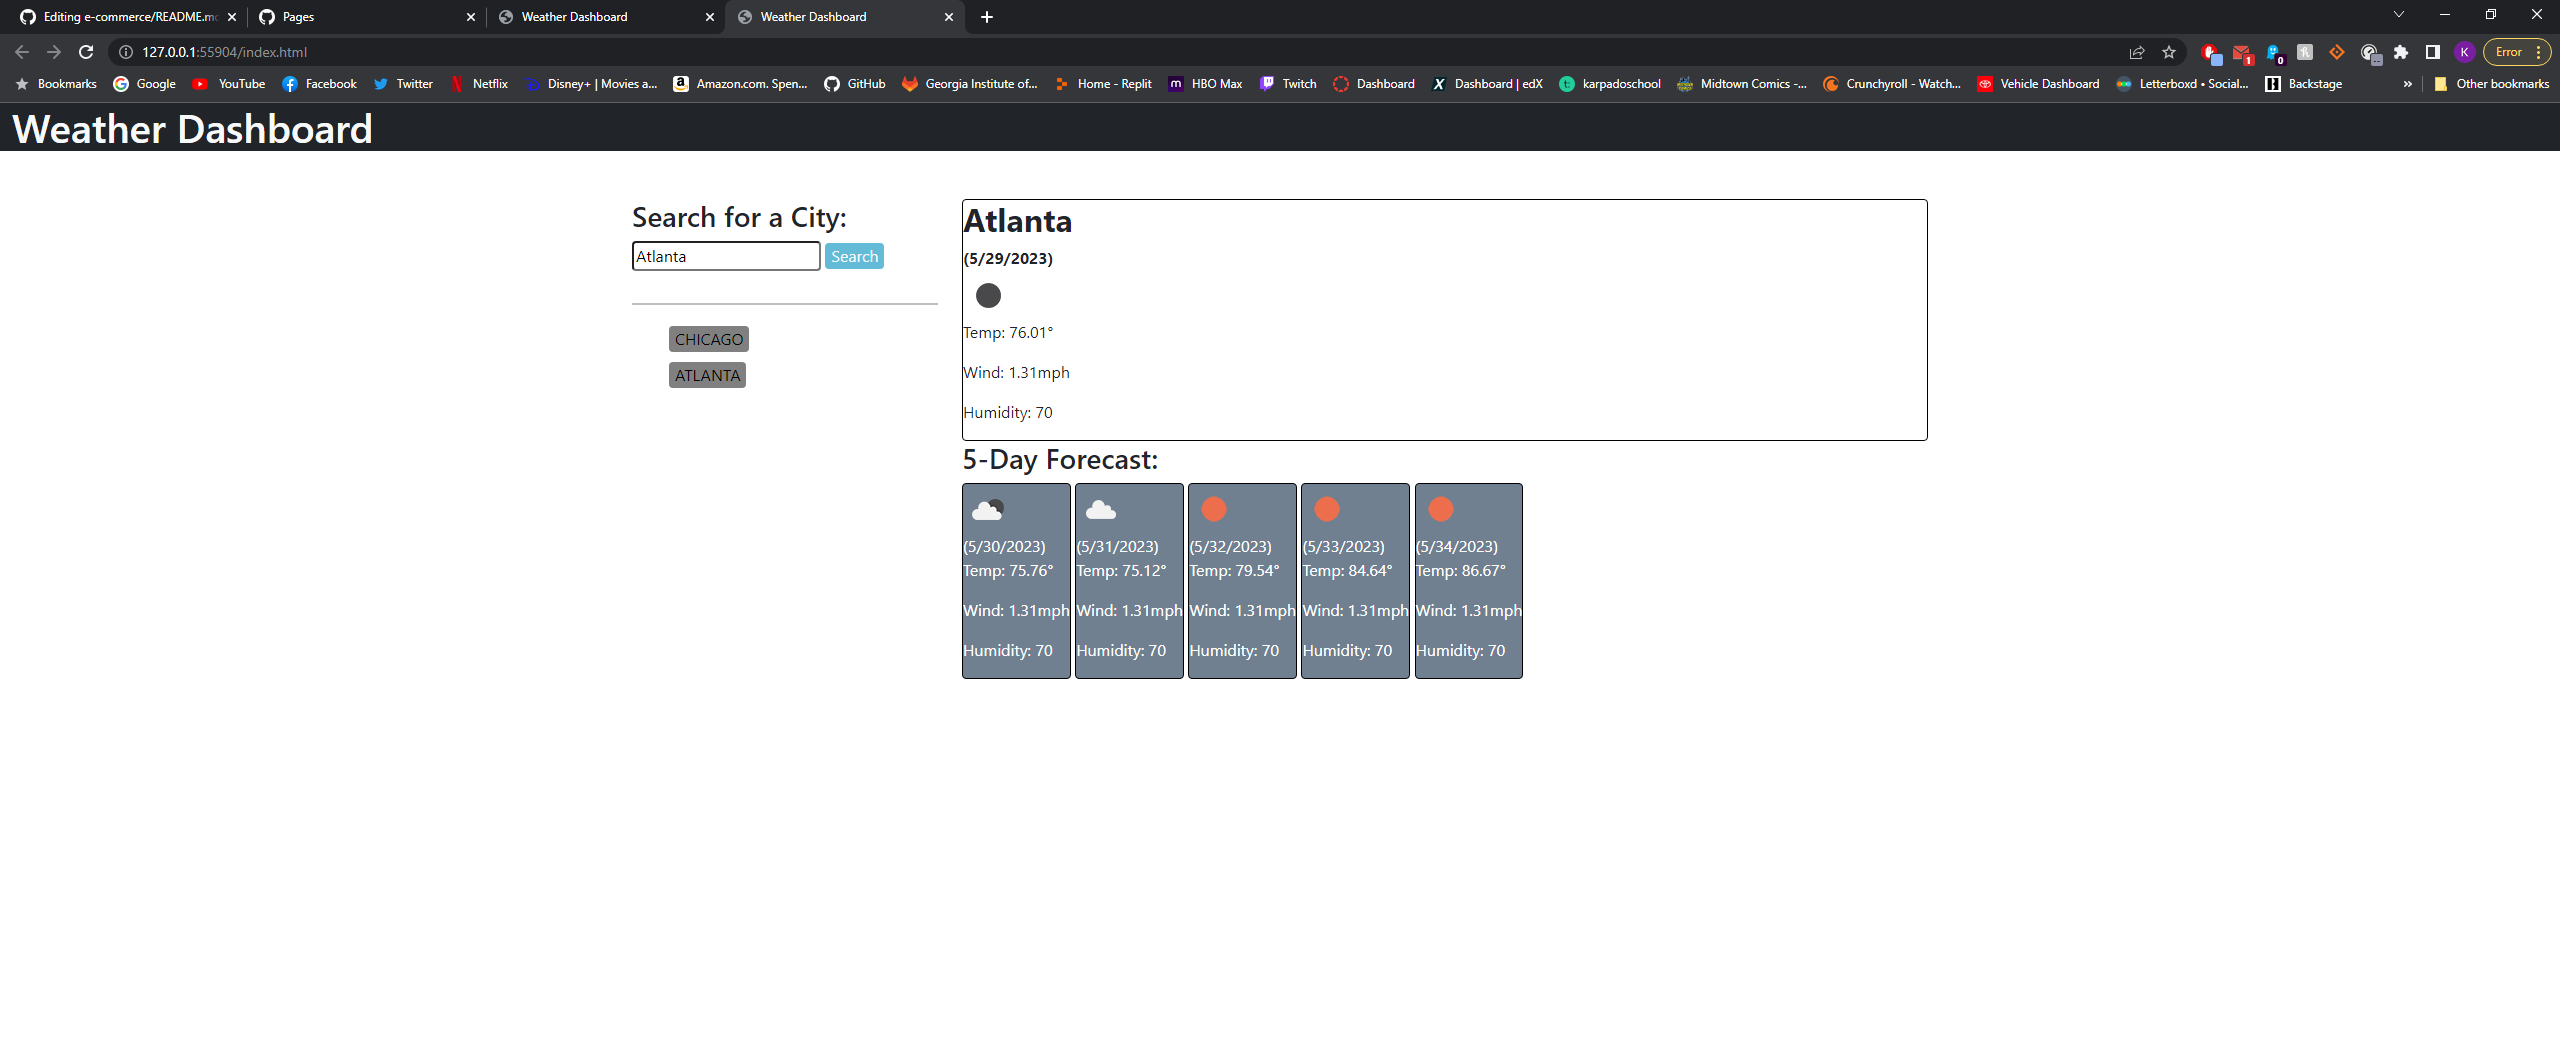 Editing e-commerce/README.m
Pages
Weather Dashboard
Weather Dashboard
127.0.0.1:55904/index.html
1
0
K
Error
Bookmarks
Google
YouTube
Facebook
Twitter
Netflix
Disney+ | Movies a...
Amazon.com. Spen...
GitHub
Georgia Institute of...
Home - Replit
HBO Max
Twitch
Dashboard
Dashboard | edX
karpadoschool
Midtown Comics -...
Crunchyroll - Watch...
Vehicle Dashboard
Letterboxd • Social...
Backstage
»
Other bookmarks
Weather Dashboard
Search for a City:
Atlanta
Search
CHICAGO
ATLANTA
Atlanta
(5/29/2023)
Temp: 76.01°
Wind: 1.31mph
Humidity: 70
5-Day Forecast:
(5/30/2023)
Temp: 75.76°
Wind: 1.31mph
Humidity: 70
(5/31/2023)
Temp: 75.12°
Wind: 1.31mph
Humidity: 70
(5/32/2023)
Temp: 79.54°
Wind: 1.31mph
Humidity: 70
(5/33/2023)
Temp: 84.64°
Wind: 1.31mph
Humidity: 70
(5/34/2023)
Temp: 86.67°
Wind: 1.31mph
Humidity: 70